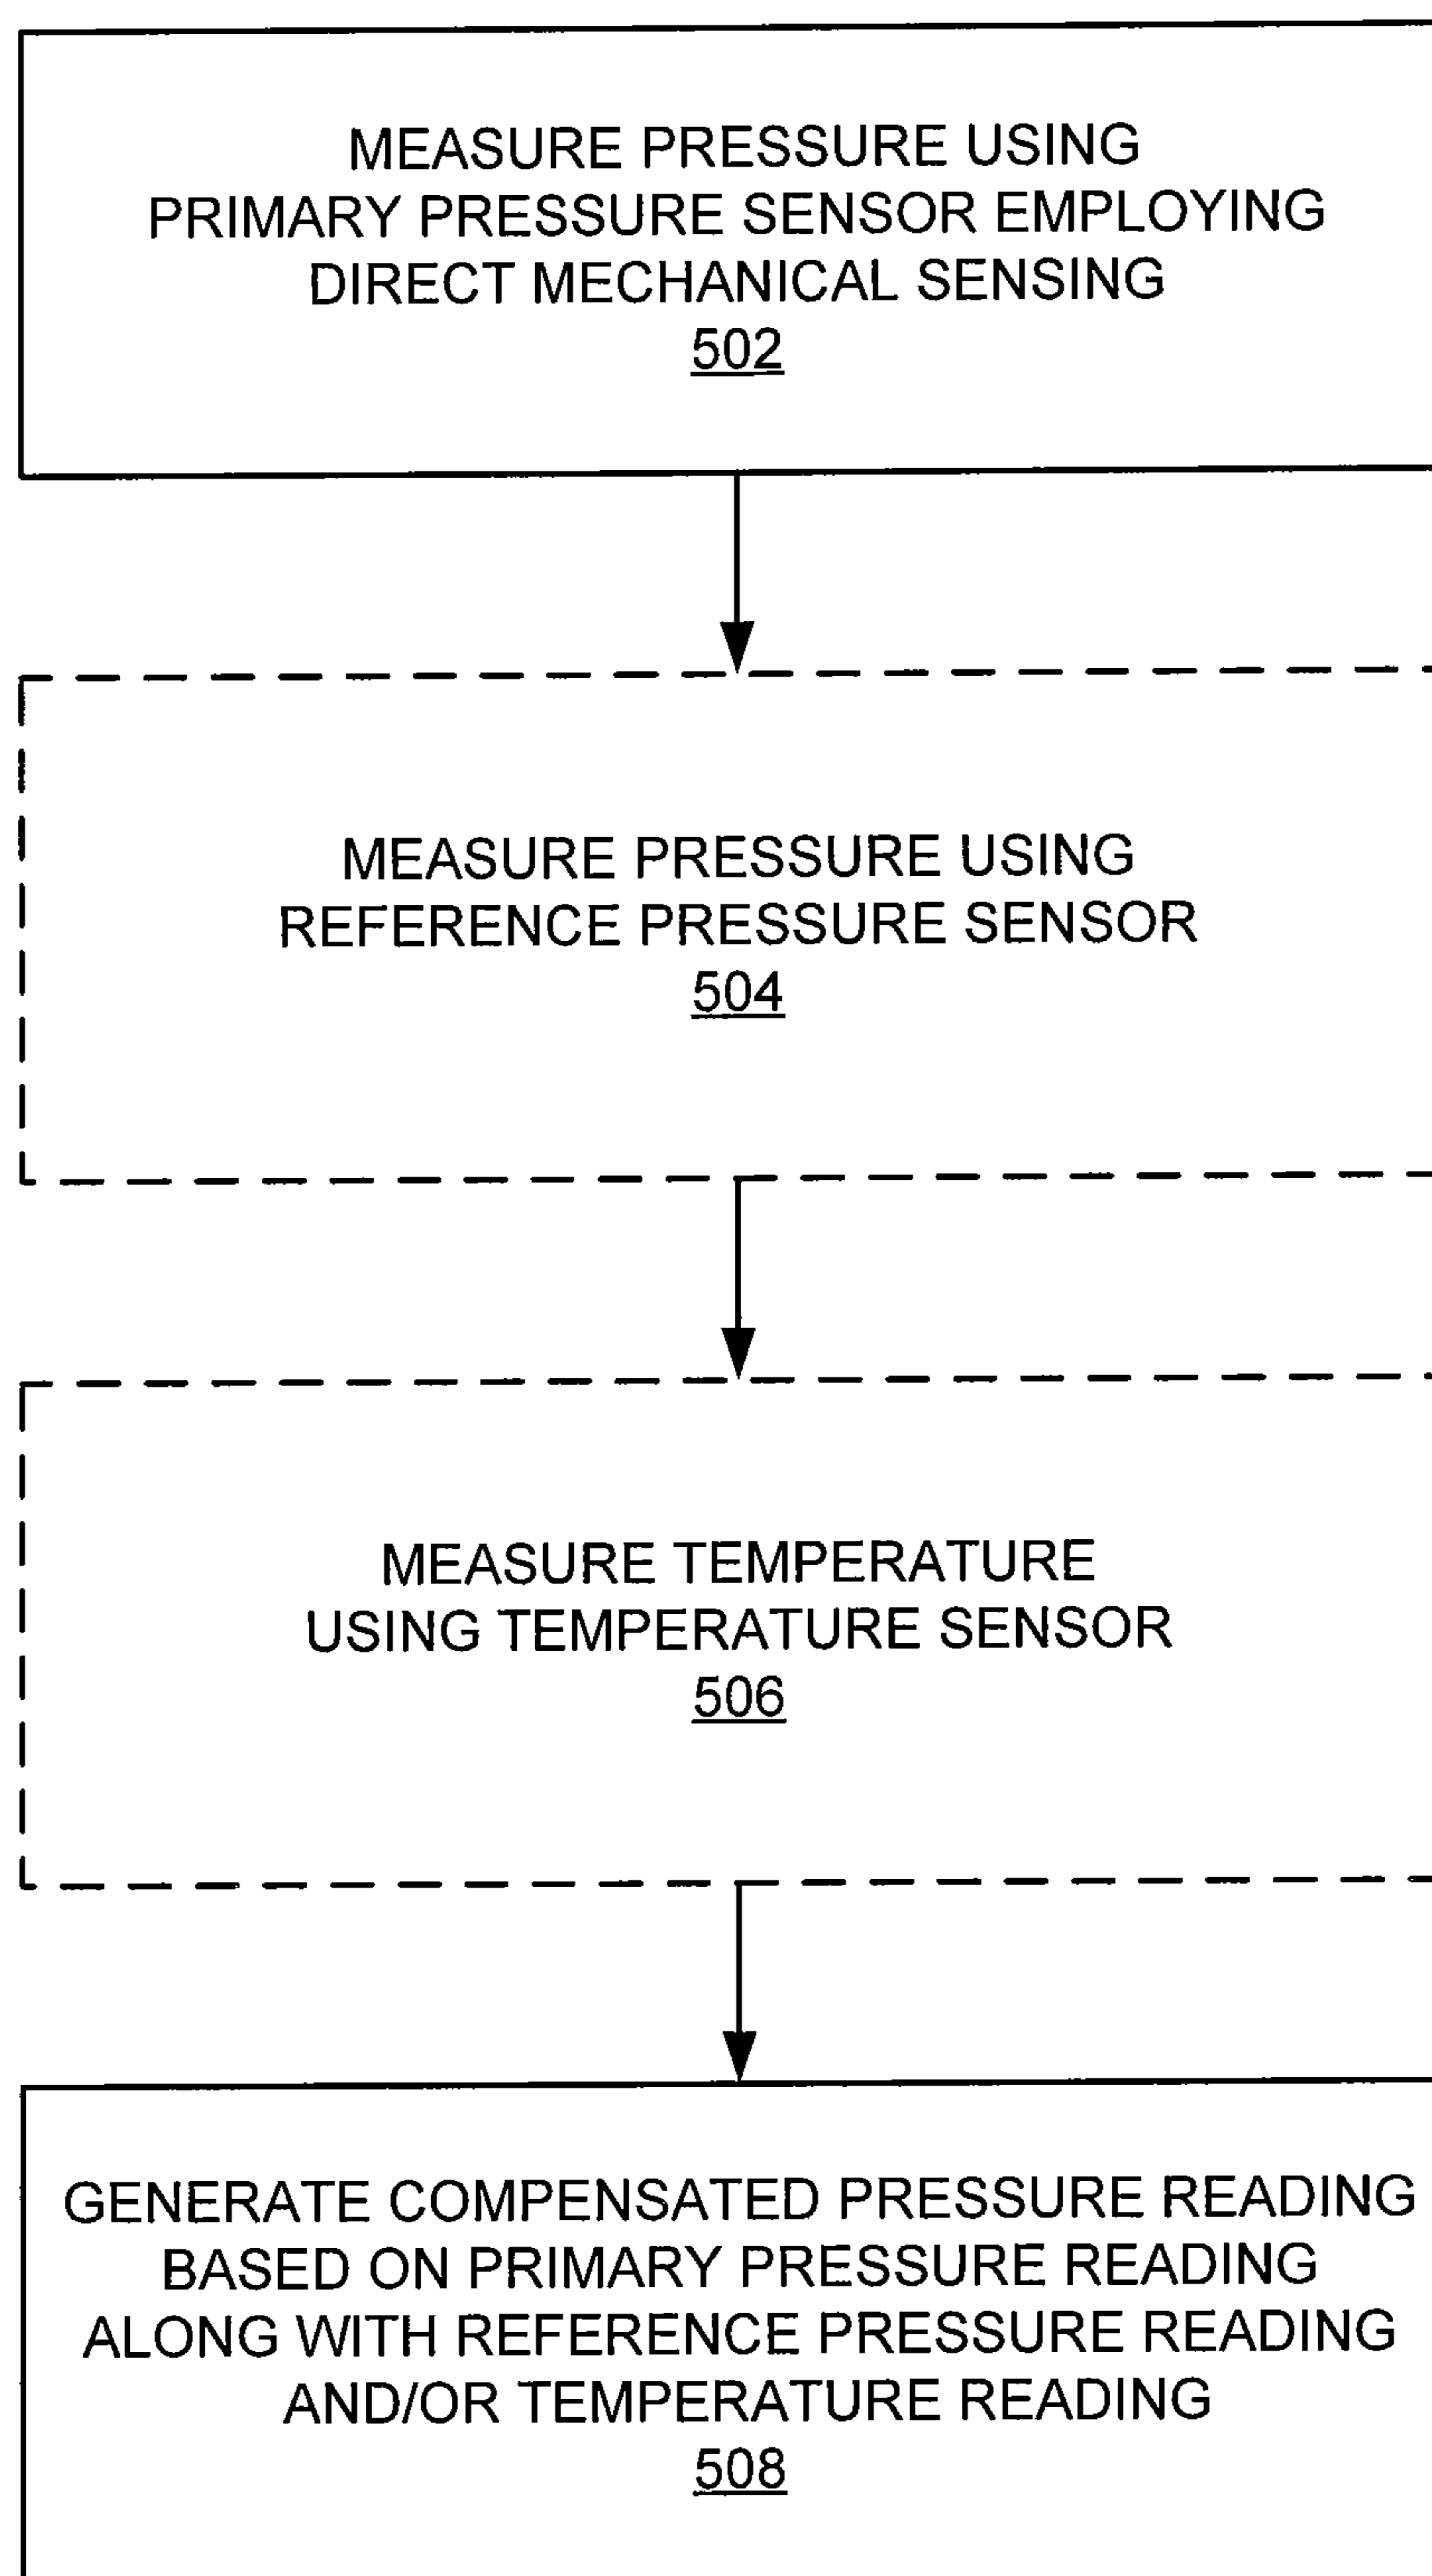 MEASURE PRESSURE USING
PRIMARY PRESSURE SENSOR EMPLOYING
DIRECT MECHANICAL SENSING
502
MEASURE PRESSURE USING
REFERENCE PRESSURE SENSOR
504
MEASURE TEMPERATURE
USING TEMPERATURE SENSOR
506
GENERATE COMPENSATED PRESSURE READING
BASED ON PRIMARY PRESSURE READING
ALONG WITH REFERENCE PRESSURE READING
AND/OR TEMPERATURE READING
508